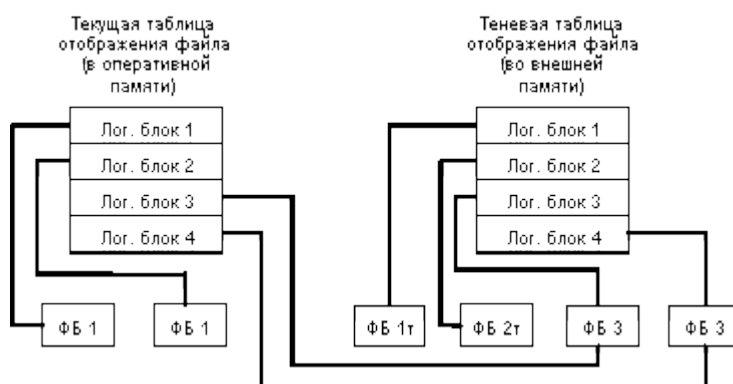 Текущая таблица
отображения файла
(в оперативной
памяти)
Теневая таблица
отображения файла
(во внешней
памяти)
Лог. блок 1
Лог. блок 2
Лог. блок 3
Лог. блок 4
Лог. блок 1
Лог. блок 2
Лог. блок 3
Лог. блок 4
ФБ 1
ФБ 1
ФБ 1т
ФБ 2т
ФБ 3
ФБ 3